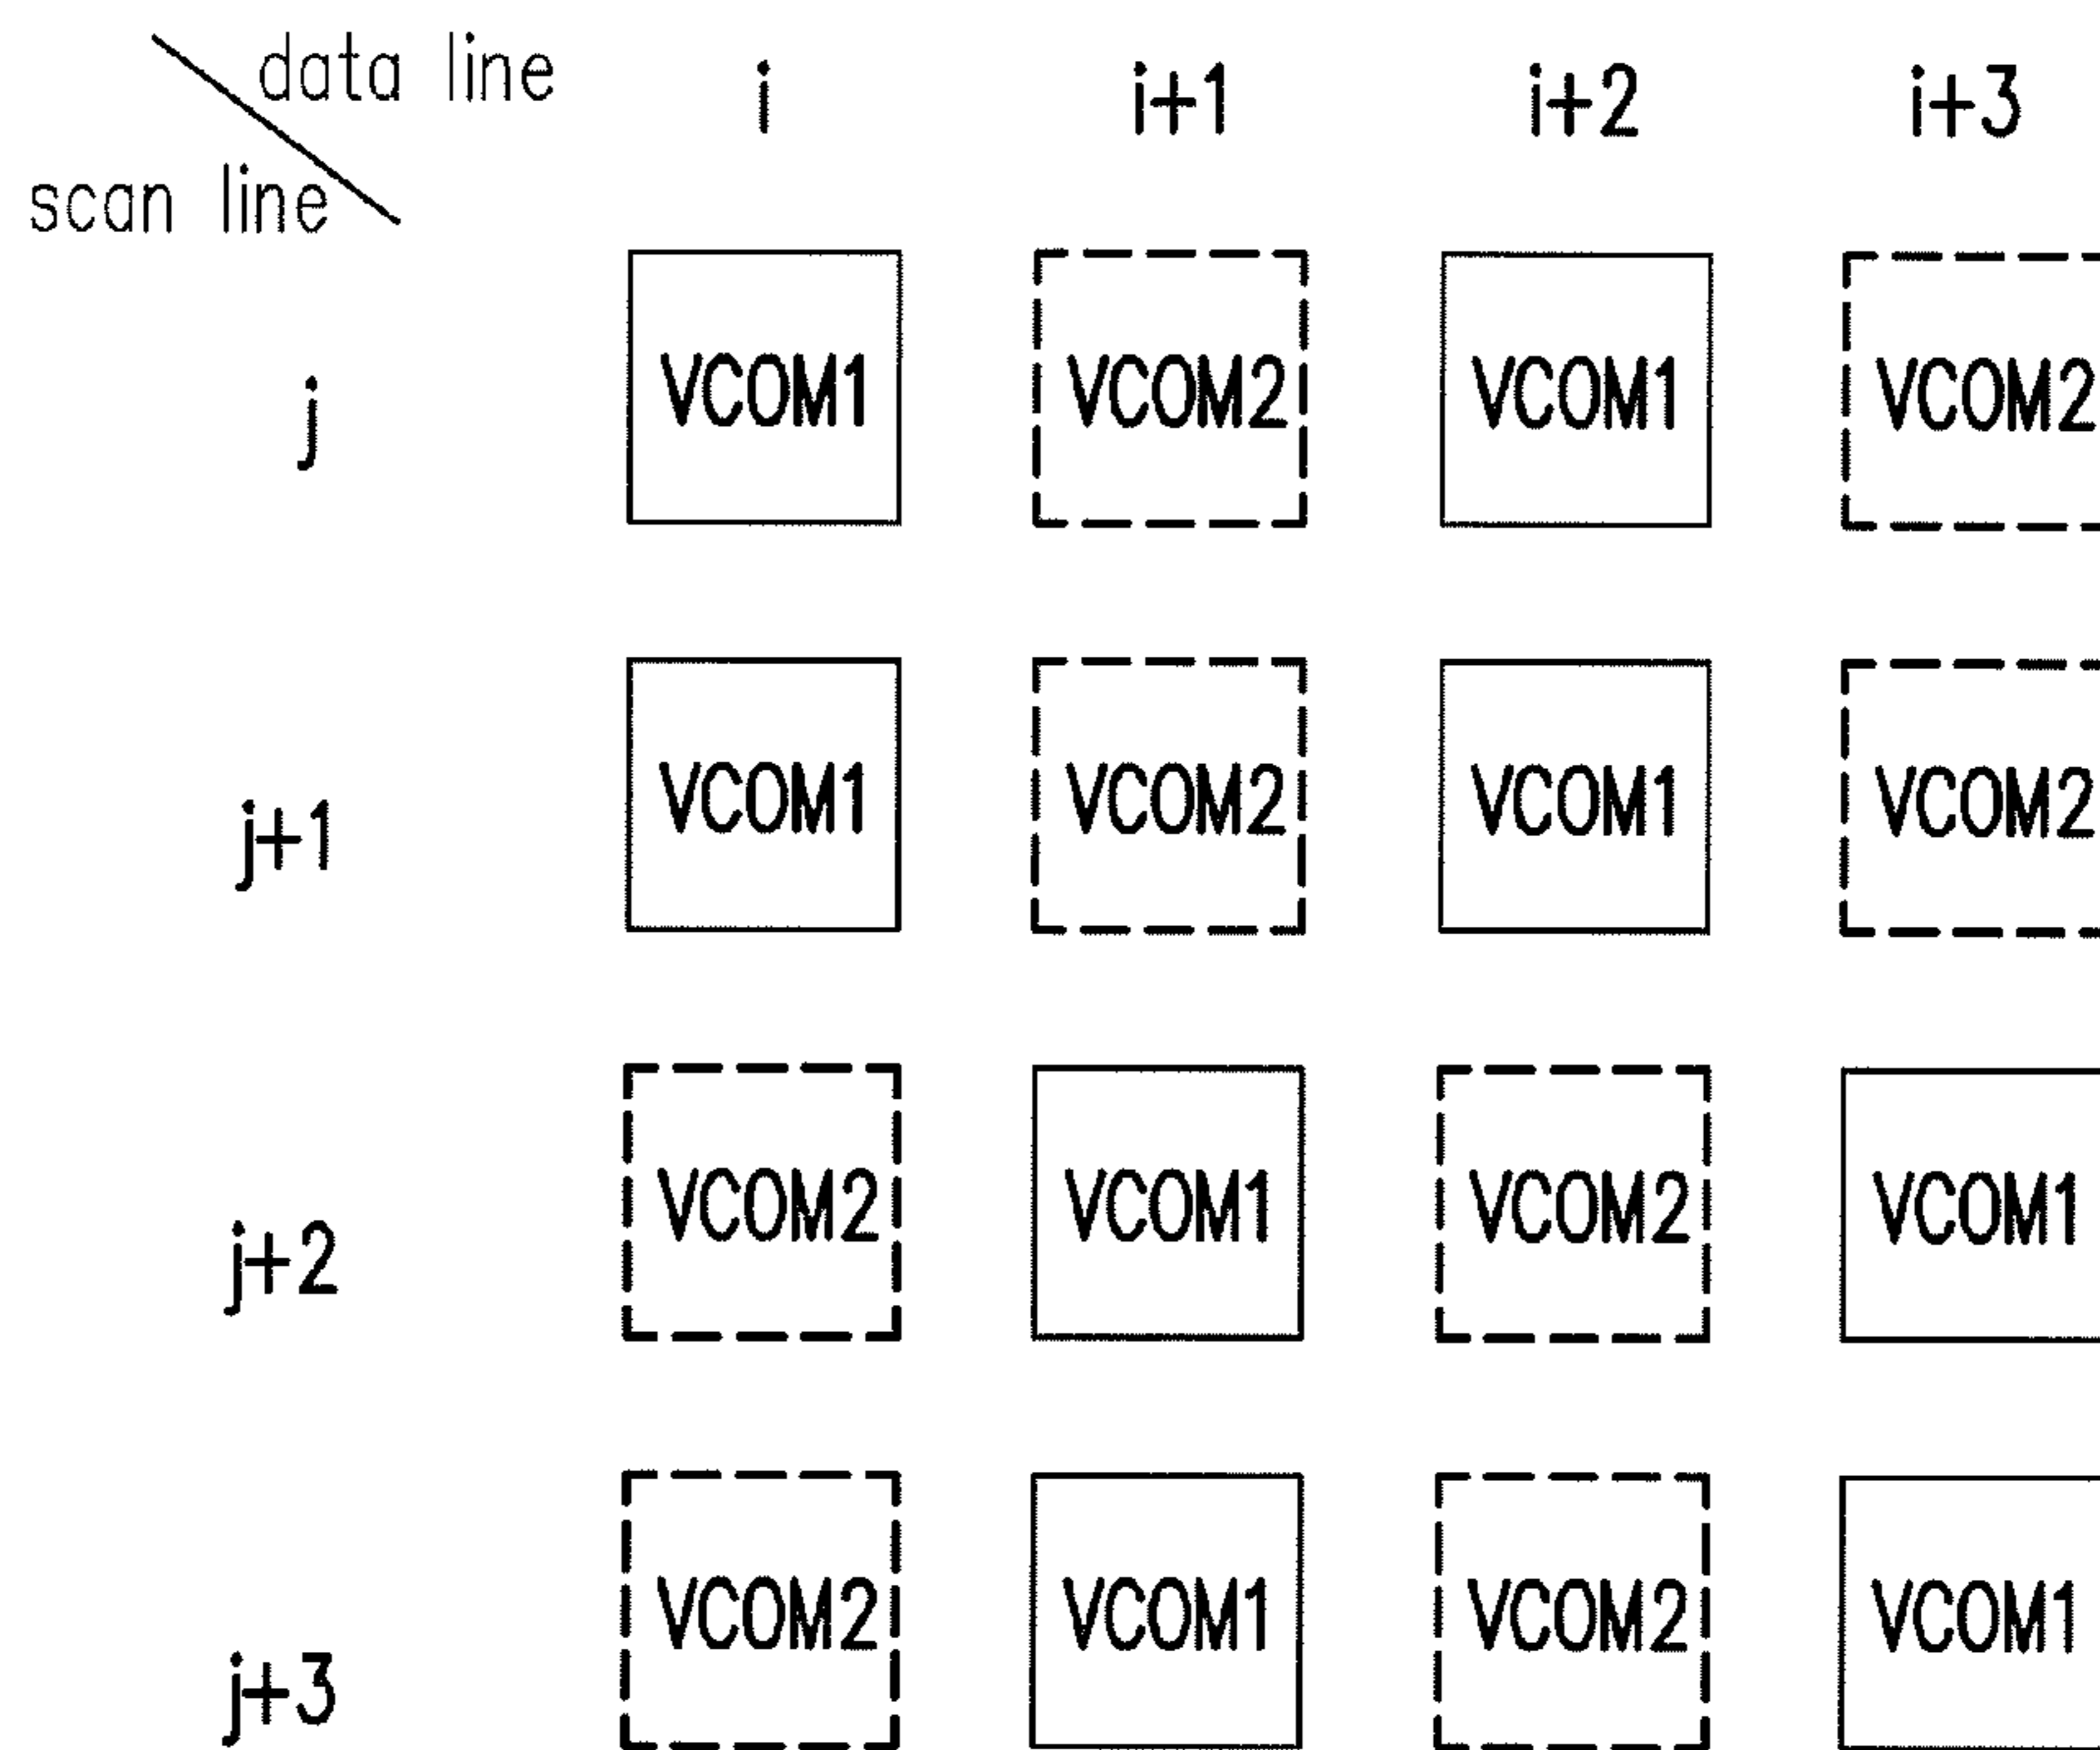 data line i i+1 i+2 i+3
scan line
j VCOM1 VCOM2 VCOM1 VCOM2
j+1 VCOM1 VCOM2 VCOM1 VCOM2
j+2 VCOM2 VCOM1 VCOM2 VCOM1
j+3 VCOM2 VCOM1 VCOM2 VCOM1